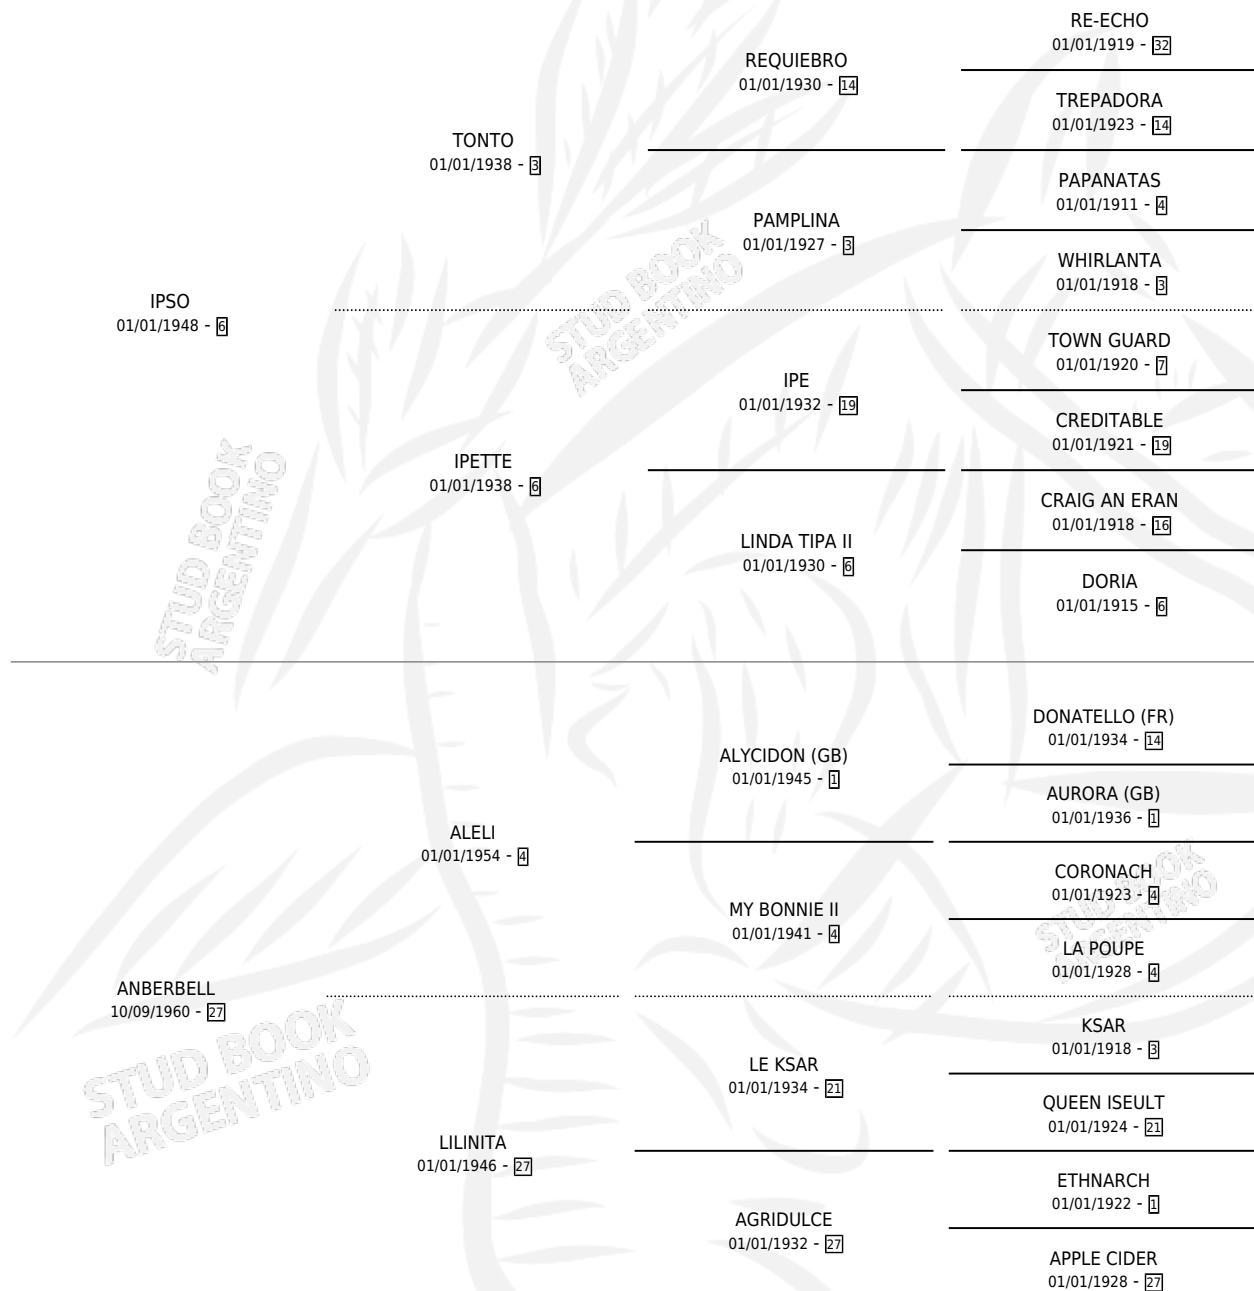 RE-ECHO
01/01/1919 - 32
REQUIEBRO
01/01/1930 - 14
TREPADORA
01/01/1923 - 14
TONTO
01/01/1938 - 3
PAPANATAS
01/01/1911 - 4
PAMPLINA
01/01/1927 - 3
WHIRLANTA
01/01/1918 - 3
IPSO
01/01/1948 - 6
TOWN GUARD
01/01/1920 - 7
IPE
01/01/1932 - 19
CREDITABLE
01/01/1921 - 19
IPETTE
01/01/1938 - 6
CRAIG AN ERAN
01/01/1918 - 16
LINDA TIPA II
01/01/1930 - 6
DORIA
01/01/1915 - 6
DONATELLO (FR)
01/01/1934 - 14
ALYCIDON (GB)
01/01/1945 - 1
AURORA (GB)
01/01/1936 - 1
ALELI
01/01/1954 - 4
CORONACH
01/01/1923 - 4
MY BONNIE II
01/01/1941 - 4
LA POUPE
01/01/1928 - 4
ANBERBELL
10/09/1960 - 27
KSAR
01/01/1918 - 3
LE KSAR
01/01/1934 - 21
QUEEN ISEULT
01/01/1924 - 21
LILINITA
01/01/1946 - 27
ETHNARCH
01/01/1922 - 1
AGRIDULCE
01/01/1932 - 27
APPLE CIDER
01/01/1928 - 27
STUD BOOK
ARGENTINO
STUD BOOK
ARGENTINO
STUD BOOK
ARGENTINO
STUD BOOK
ARGENTINO